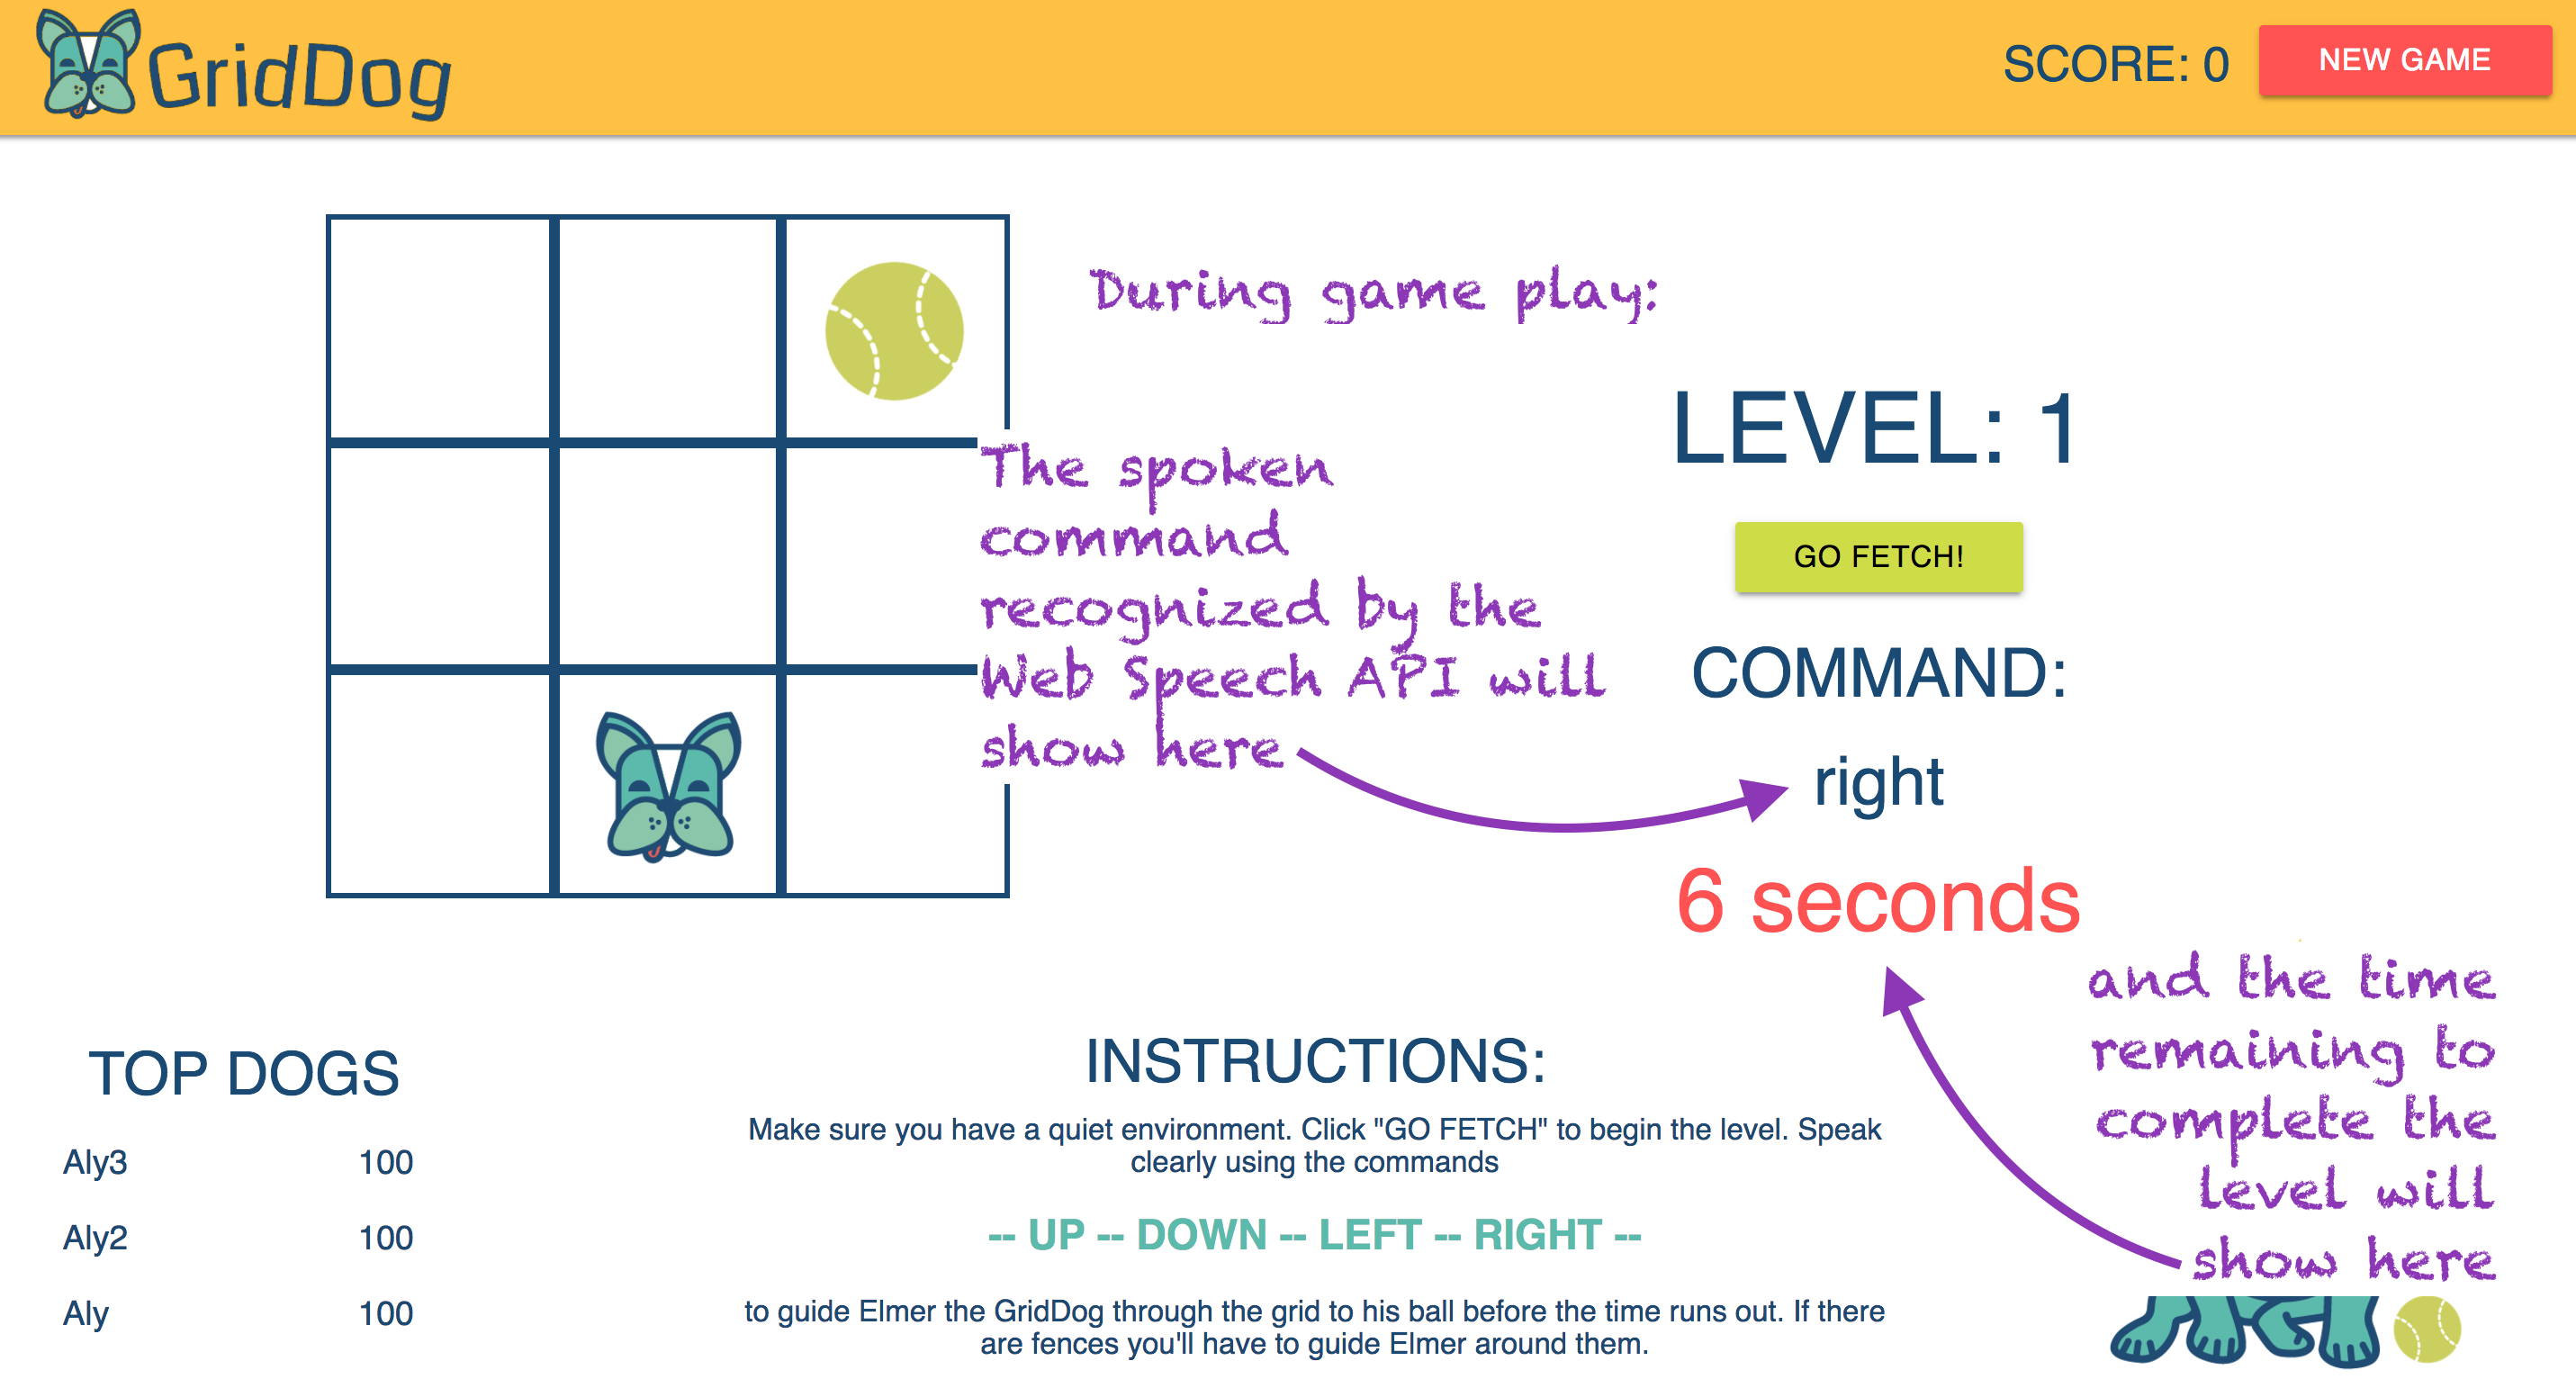 GridDog
SCORE: 0
NEW GAME
During game play:
LEVEL: 1
The spoken
command
recognized by the
Web Speech API will
show here
GO FETCH!
COMMAND:
right
6 seconds
and the time
remaining to
complete the
level will
show here
TOP DOGS
Aly3 100
Aly2 100
Aly 100
INSTRUCTIONS:
Make sure you have a quiet environment. Click "GO FETCH" to begin the level. Speak
clearly using the commands
-- UP -- DOWN -- LEFT -- RIGHT --
to guide Elmer the GridDog through the grid to his ball before the time runs out. If there
are fences you'll have to guide Elmer around them.